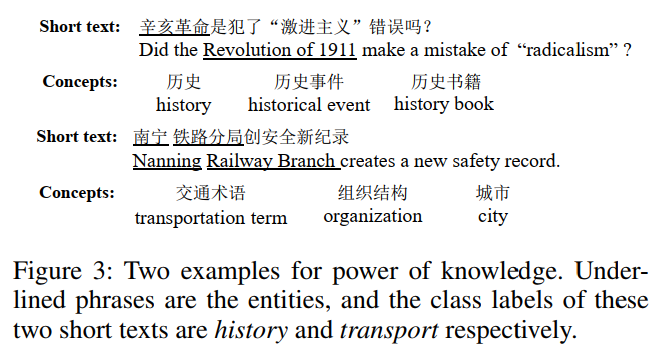 Short text: 辛亥革命是犯了“激进主义”错误吗?
Did the Revolution of 1911 make a mistake of “radicalism” ?
Concepts: 历史 历史事件 历史书籍
history historical event history book
Short text: 南宁 铁路分局创安全新纪录
Nanning Railway Branch creates a new safety record.
Concepts: 交通术语 组织结构 城市
transportation term organization city
Figure 3: Two examples for power of knowledge. Under-
lined phrases are the entities, and the class labels of these
two short texts are history and transport respectively.